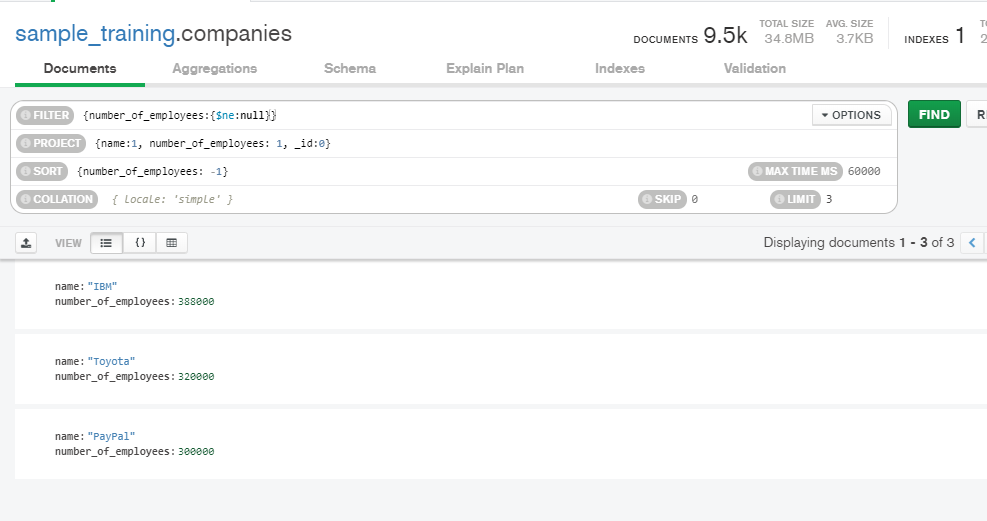 sample_training.companies
DOCUMENTS 9.5k TOTAL SIZE 34.8MB AVG. SIZE 3.7KB INDEXES 1
Documents Aggregations Schema Explain Plan Indexes Validation
FILTER {number_of_employees:{$ne:null}} OPTIONS FIND
PROJECT {name:1, number_of_employees: 1, _id:0}
SORT {number_of_employees: -1} MAX TIME MS 60000
COLLATION { locale: 'simple' } SKIP 0 LIMIT 3
VIEW {} Displaying documents 1 - 3 of 3 <
name: "IBM"
number_of_employees: 388000
name: "Toyota"
number_of_employees: 320000
name: "PayPal"
number_of_employees: 300000